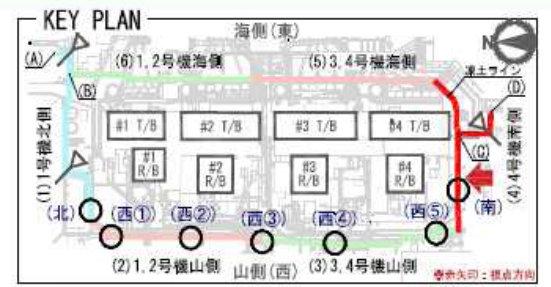 KEY PLAN
海側(東)
N
(A)
(6)1,2号機海側
(5)3,4号機海側
凍土ライン
(B)
(D)
#1 T/B
#2 T/B
#3 T/B
#4 T/B
(C)
(1)1号機北側
(4)4号機南側
#1
R/B
#2
R/B
#3
R/B
#4
R/B
(北)
(西①)
(西②)
(西③)
(西④)
(西⑤)
(南)
(2)1,2号機山側
山側(西)
(3)3,4号機山側
赤矢印:視点方向